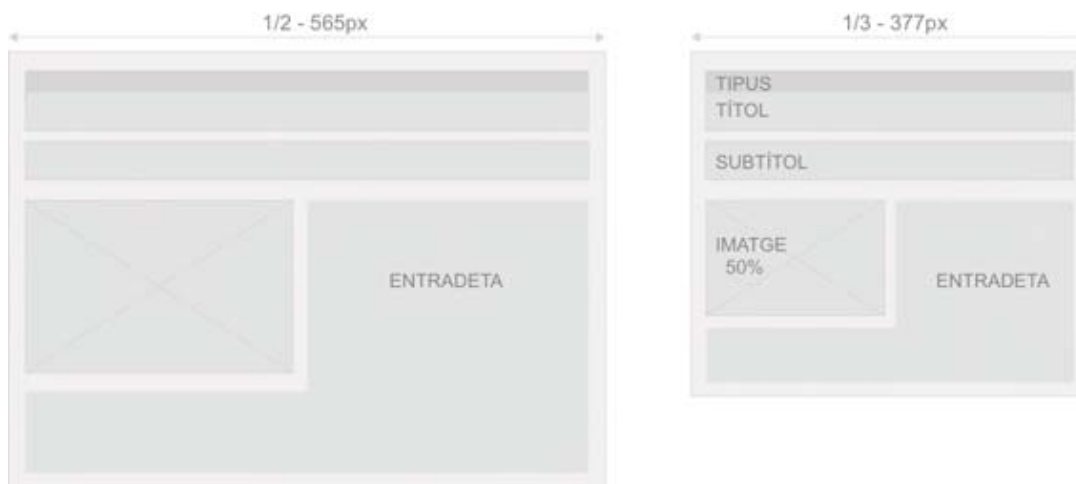 1/2 - 565px
ENTRADETA
1/3 - 377px
TIPUS
TÍTOL
SUBTÍTOL
IMATGE
50%
ENTRADETA